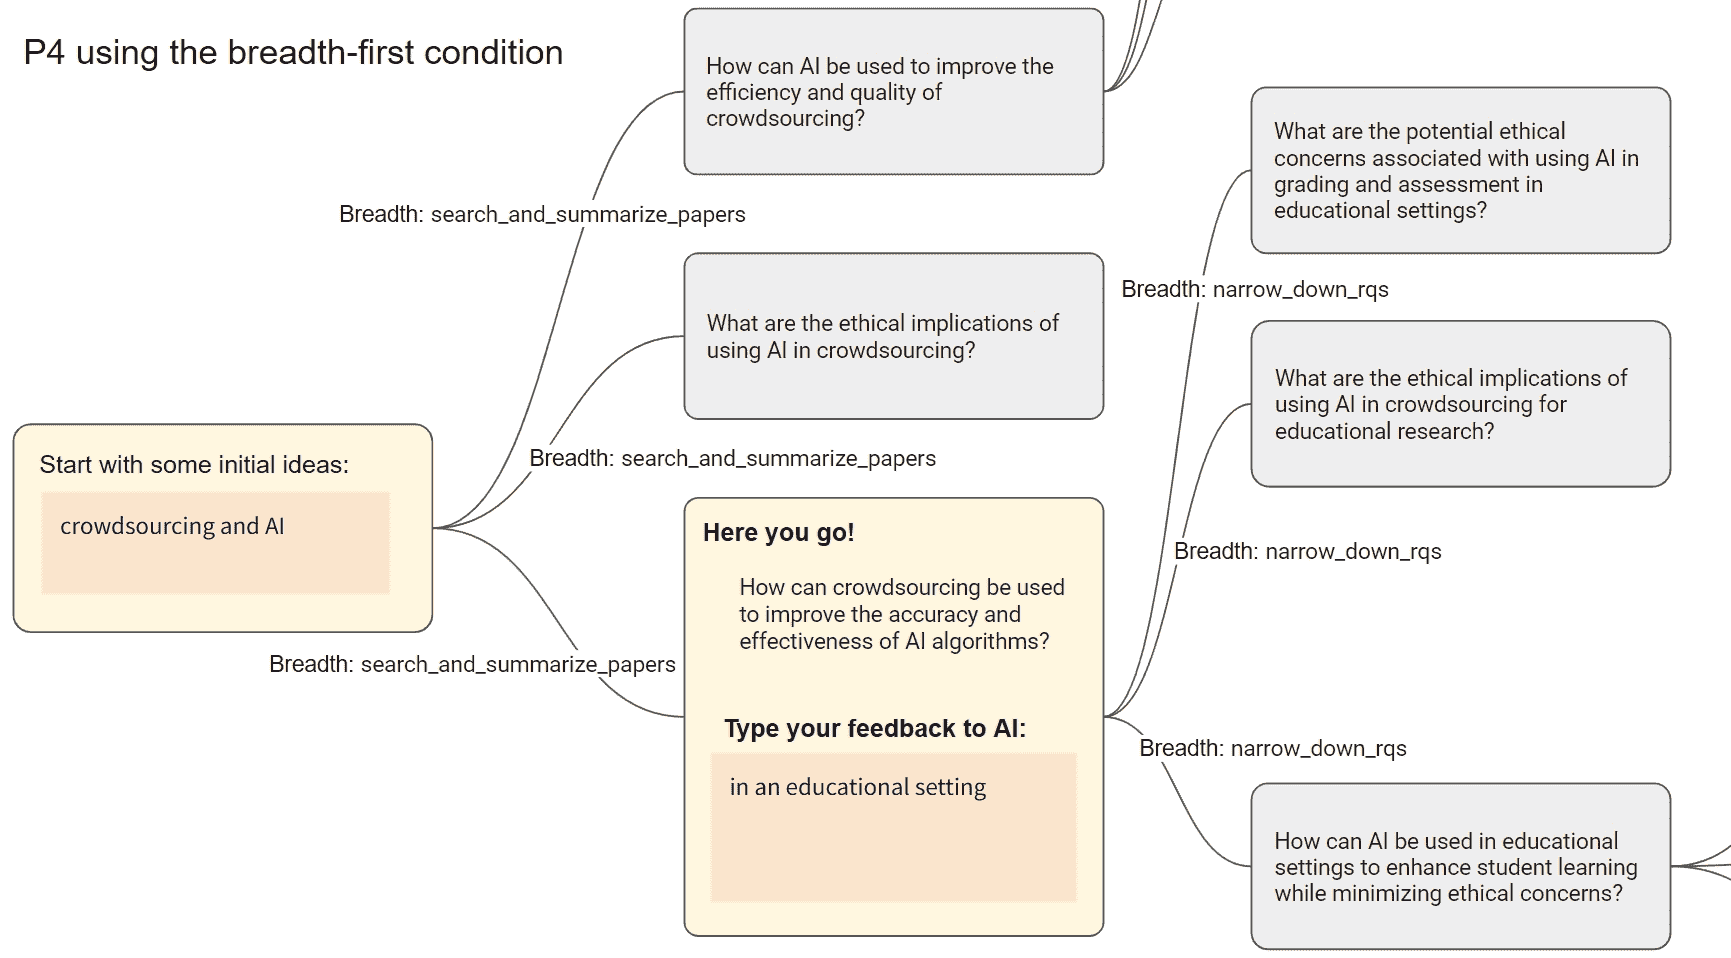 P4 using the breadth-first condition
How can AI be used to improve the
efficiency and quality of
crowdsourcing?
What are the potential ethical
concerns associated with using AI in
grading and assessment in
educational settings?
Breadth: search_and_summarize_papers
Breadth: narrow_down_rqs
What are the ethical implications of
using AI in crowdsourcing?
What are the ethical implications of
using AI in crowdsourcing for
educational research?
Start with some initial ideas:
crowdsourcing and AI
Breadth: search_and_summarize_papers
Here you go!
How can crowdsourcing be used
to improve the accuracy and
effectiveness of AI algorithms?
Breadth: narrow_down_rqs
Breadth: search_and_summarize_papers
Type your feedback to AI:
in an educational setting
Breadth: narrow_down_rqs
How can AI be used in educational
settings to enhance student learning
while minimizing ethical concerns?